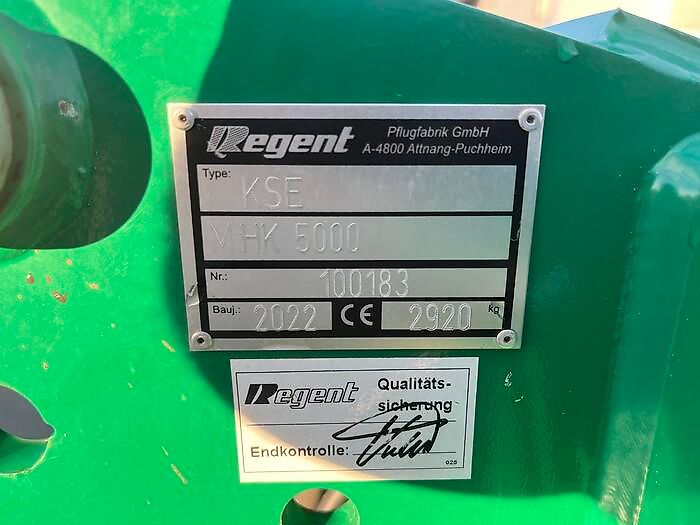 Regent Pflugfabrik GmbH
A-4800 Attnang-Puchheim
Type: KSE
MHK 5000
Nr.: 100183
Bauj.: 2022 CE 2920 kg
Regent Qualitäts-
sicherung
Endkontrolle:
025